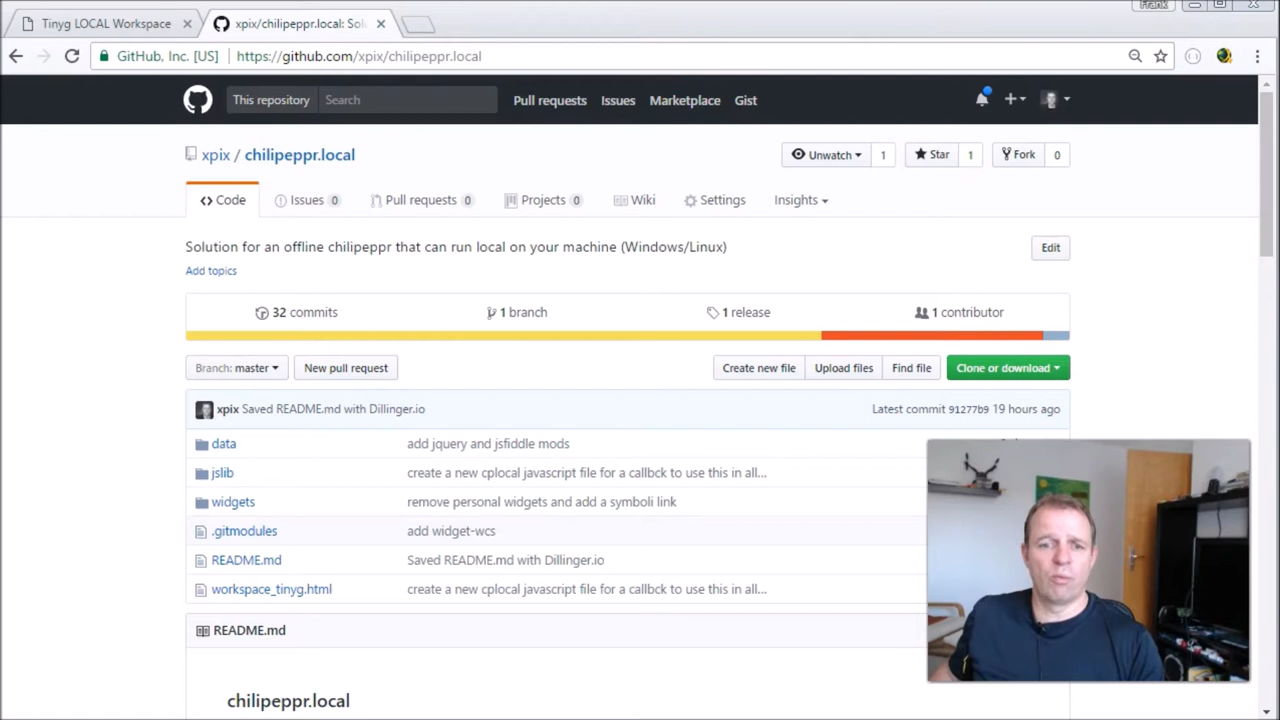 Frank
Tinyg LOCAL Workspace
xpix/chilipeppr.local: Sol
GitHub, Inc. [US] https://github.com/xpix/chilipeppr.local
This repository Search Pull requests Issues Marketplace Gist
xpix / chilipeppr.local
Unwatch 1 Star 1 Fork 0
Code Issues 0 Pull requests 0 Projects 0 Wiki Settings Insights
Solution for an offline chilipeppr that can run local on your machine (Windows/Linux)
Edit
Add topics
32 commits 1 branch 1 release 1 contributor
Branch: master New pull request Create new file Upload files Find file Clone or download
xpix Saved README.md with Dillinger.io Latest commit 91277b9 19 hours ago
data add jquery and jsfiddle mods
jslib create a new cplocal javascript file for a callbck to use this in all...
widgets remove personal widgets and add a symboli link
.gitmodules add widget-wcs
README.md Saved README.md with Dillinger.io
workspace_tinyg.html create a new cplocal javascript file for a callbck to use this in all...
README.md
chilipeppr.local